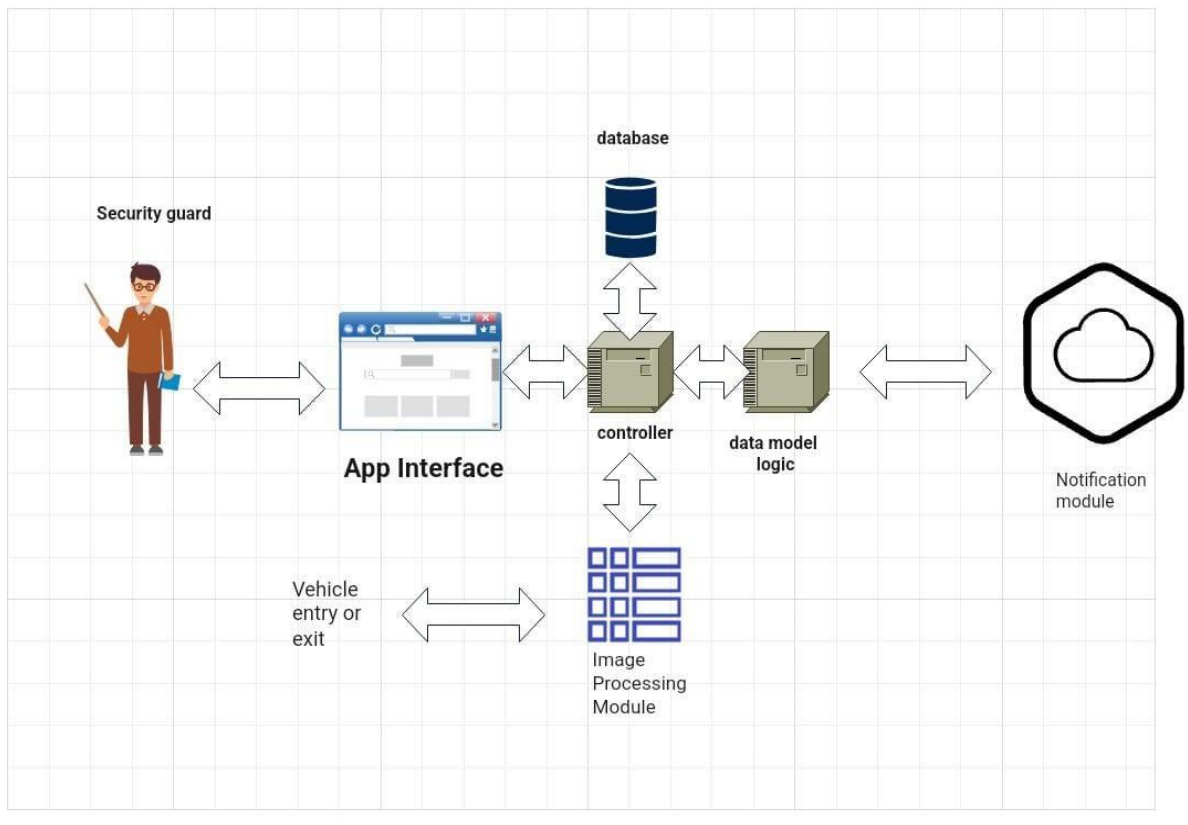 database
Security guard
App Interface
controller
data model
logic
Notification
module
Vehicle
entry or
exit
Image
Processing
Module